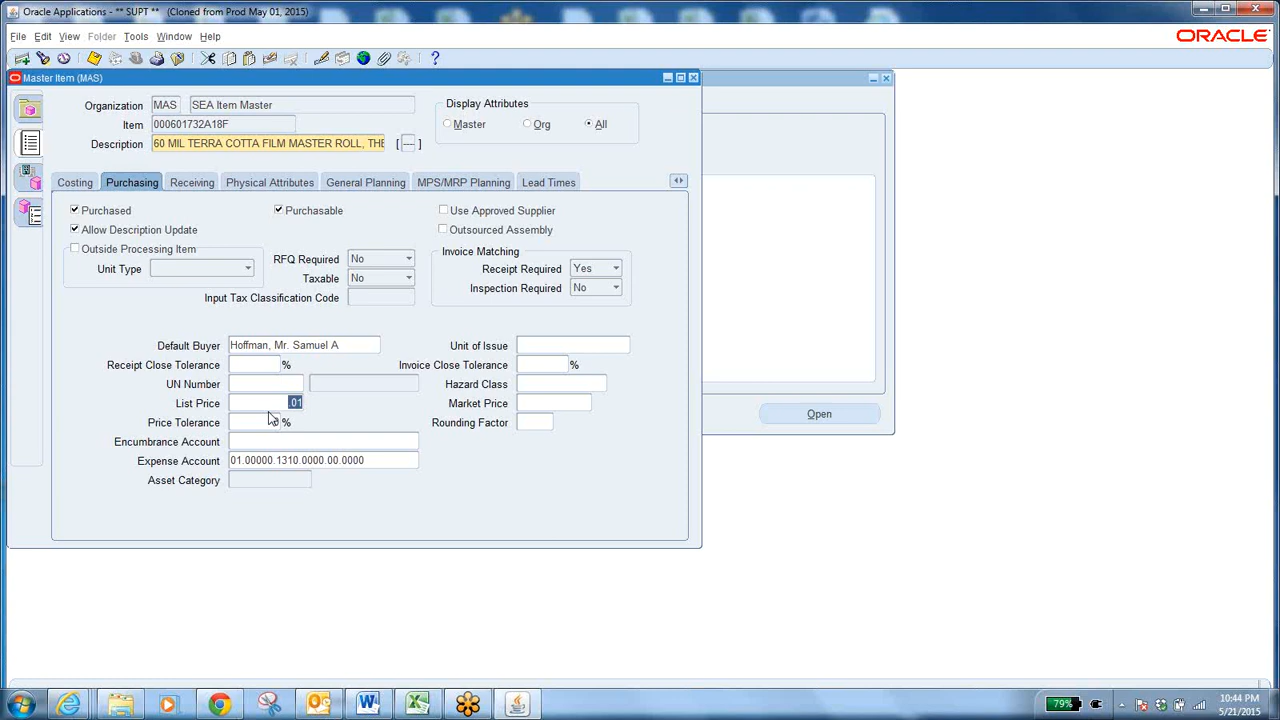 Oracle Applications - ** SUPT ** (Cloned from Prod May 01, 2015)
File Edit View Folder Tools Window Help
ORACLE
Master Item (MAS)
Organization MAS SEA Item Master
Item 000601732A18F
Description 60 MIL TERRA COTTA FILM MASTER ROLL, THE [ ]
Display Attributes
Master Org All
Costing Purchasing Receiving Physical Attributes General Planning MPS/MRP Planning Lead Times
Purchased Purchasable Use Approved Supplier
Allow Description Update Outsourced Assembly
Outside Processing Item
Unit Type
RFQ Required No
Taxable No
Input Tax Classification Code
Invoice Matching
Receipt Required Yes
Inspection Required No
Default Buyer Hoffman, Mr. Samuel A Unit of Issue
Receipt Close Tolerance % Invoice Close Tolerance %
UN Number Hazard Class
List Price .01 Market Price
Price Tolerance % Rounding Factor
Encumbrance Account
Expense Account 01.00000.1310.0000.00.0000
Asset Category
Open
79%
10:44 PM
5/21/2015